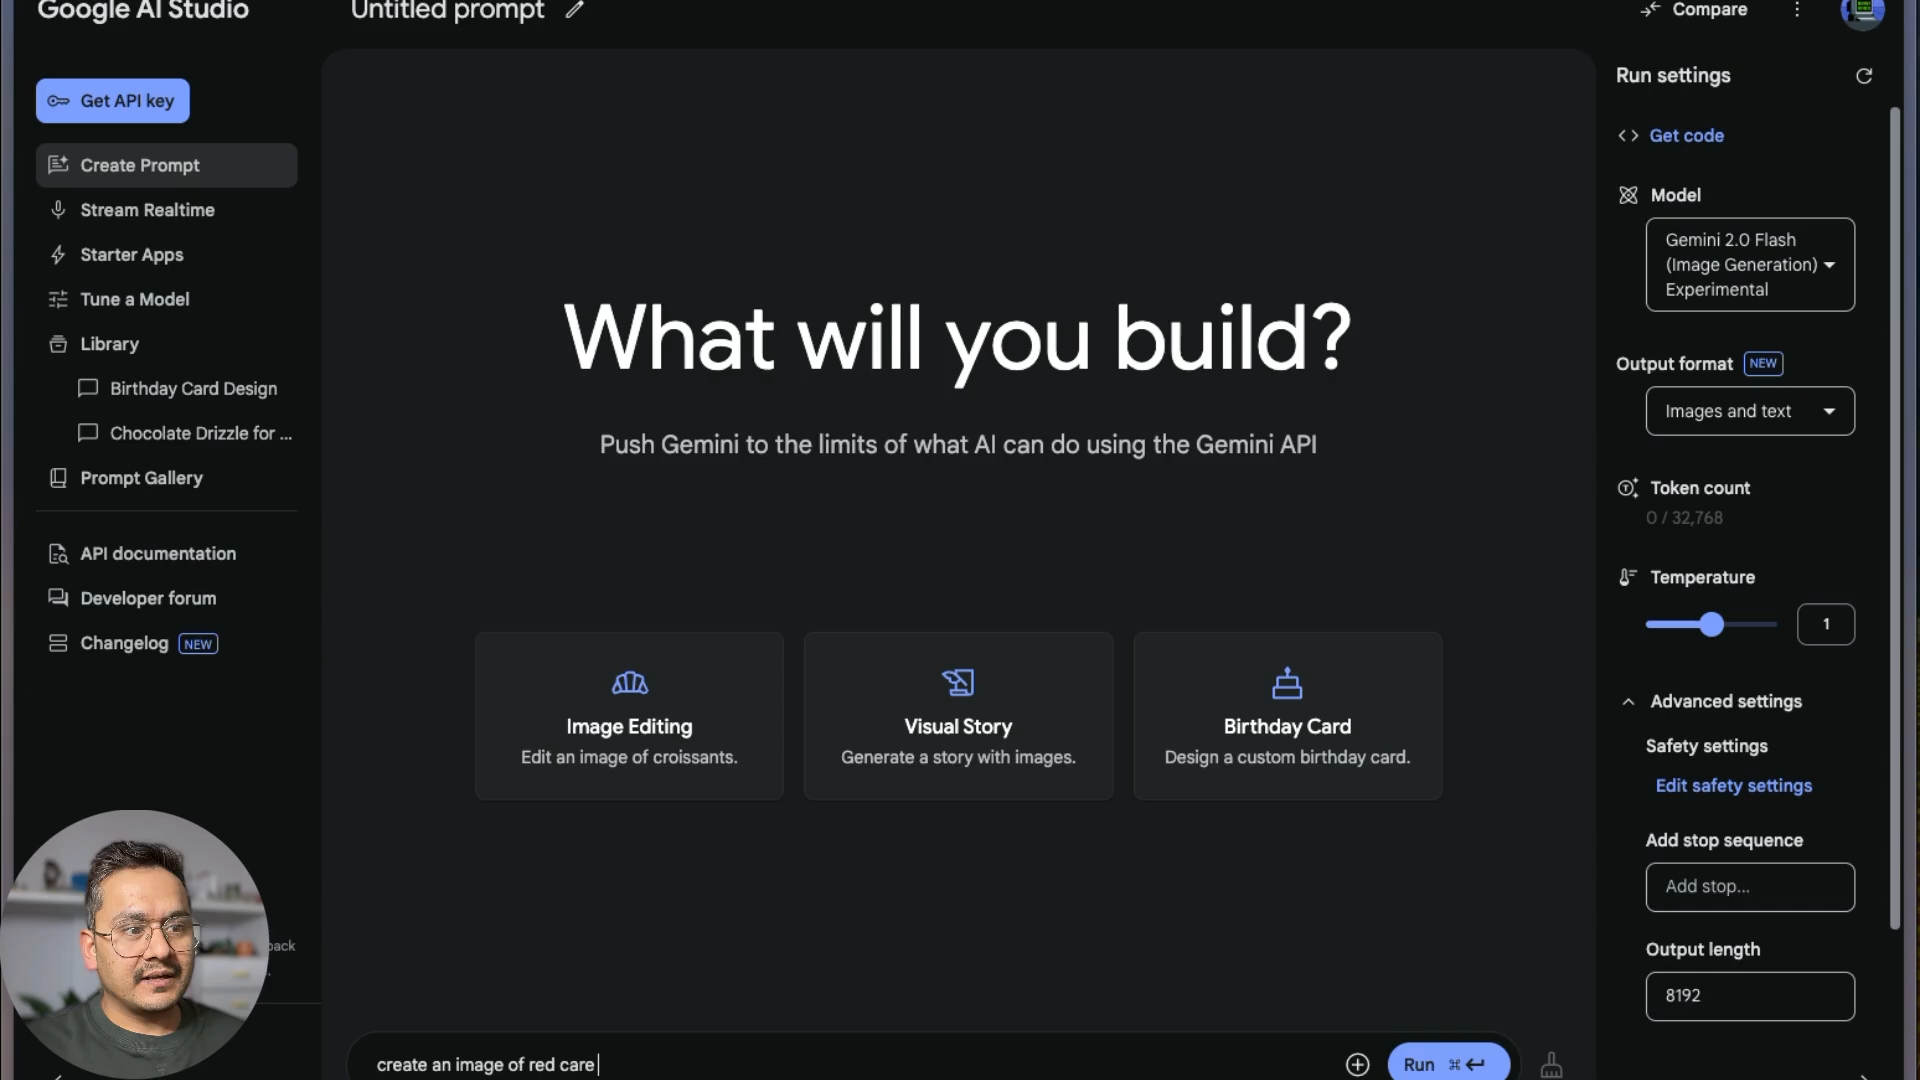 Google AI Studio
Untitled prompt
Compare
Get API key
Create Prompt
Stream Realtime
Starter Apps
Tune a Model
Library
Birthday Card Design
Chocolate Drizzle for ...
Prompt Gallery
API documentation
Developer forum
Changelog NEW
back
What will you build?
Push Gemini to the limits of what AI can do using the Gemini API
Image Editing
Edit an image of croissants.
Visual Story
Generate a story with images.
Birthday Card
Design a custom birthday card.
create an image of red care
Run ⌘ ↵
Run settings
Get code
Model
Gemini 2.0 Flash
(Image Generation)
Experimental
Output format NEW
Images and text
Token count
0 / 32,768
Temperature
1
Advanced settings
Safety settings
Edit safety settings
Add stop sequence
Add stop...
Output length
8192